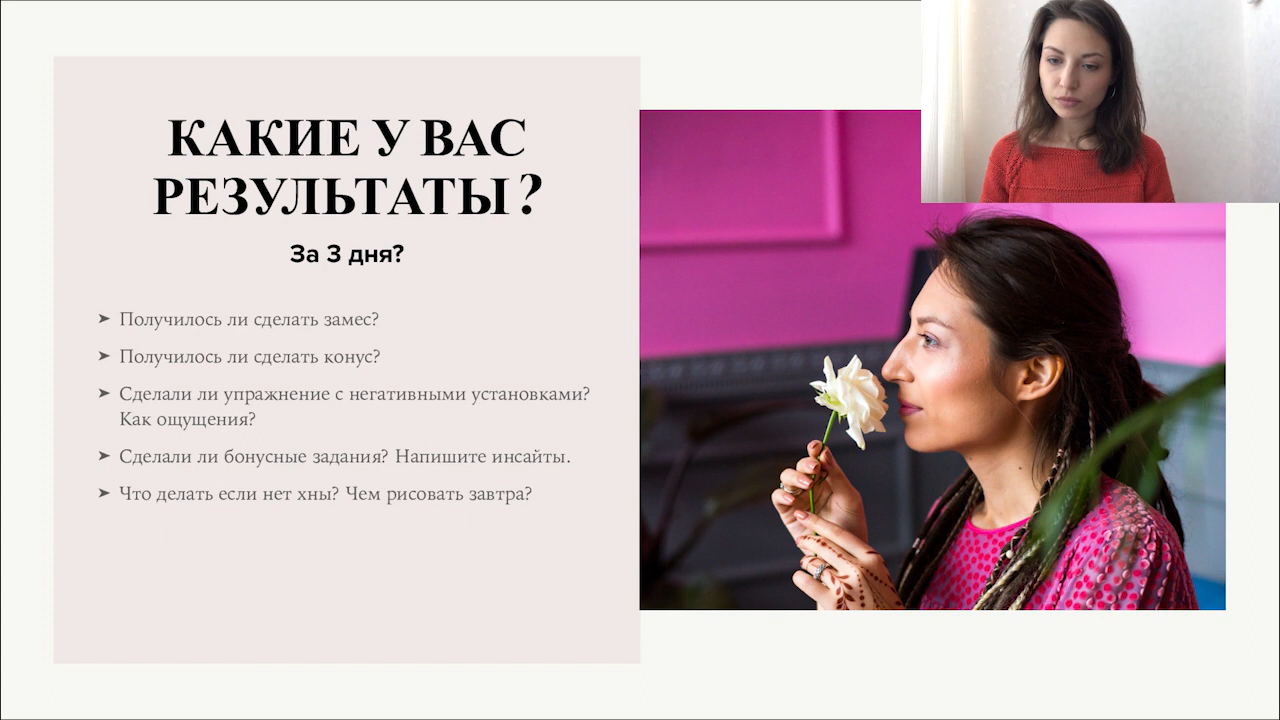 КАКИЕ У ВАС
РЕЗУЛЬТАТЫ?
За 3 дня?
➤ Получилось ли сделать замес?
➤ Получилось ли сделать конус?
➤ Сделали ли упражнение с негативными установками?
Как ощущения?
➤ Сделали ли бонусные задания? Напишите инсайты.
➤ Что делать если нет хны? Чем рисовать завтра?